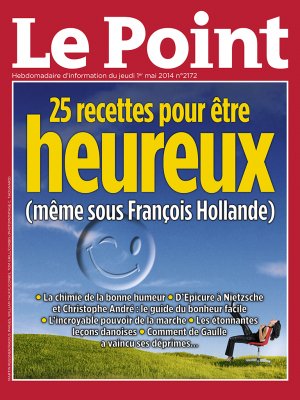 Le Point
Hebdomadaire d'information du jeudi 1er mai 2014 n°2172
25 recettes pour être
heureux
(même sous François Hollande)
• La chimie de la bonne humeur • D'Epicure à Nietzsche
et Christophe André : le guide du bonheur facile
• L'incroyable pouvoir de la marche • Les étonnantes
leçons danoises • Comment de Gaulle
a vaincu ses déprimes...